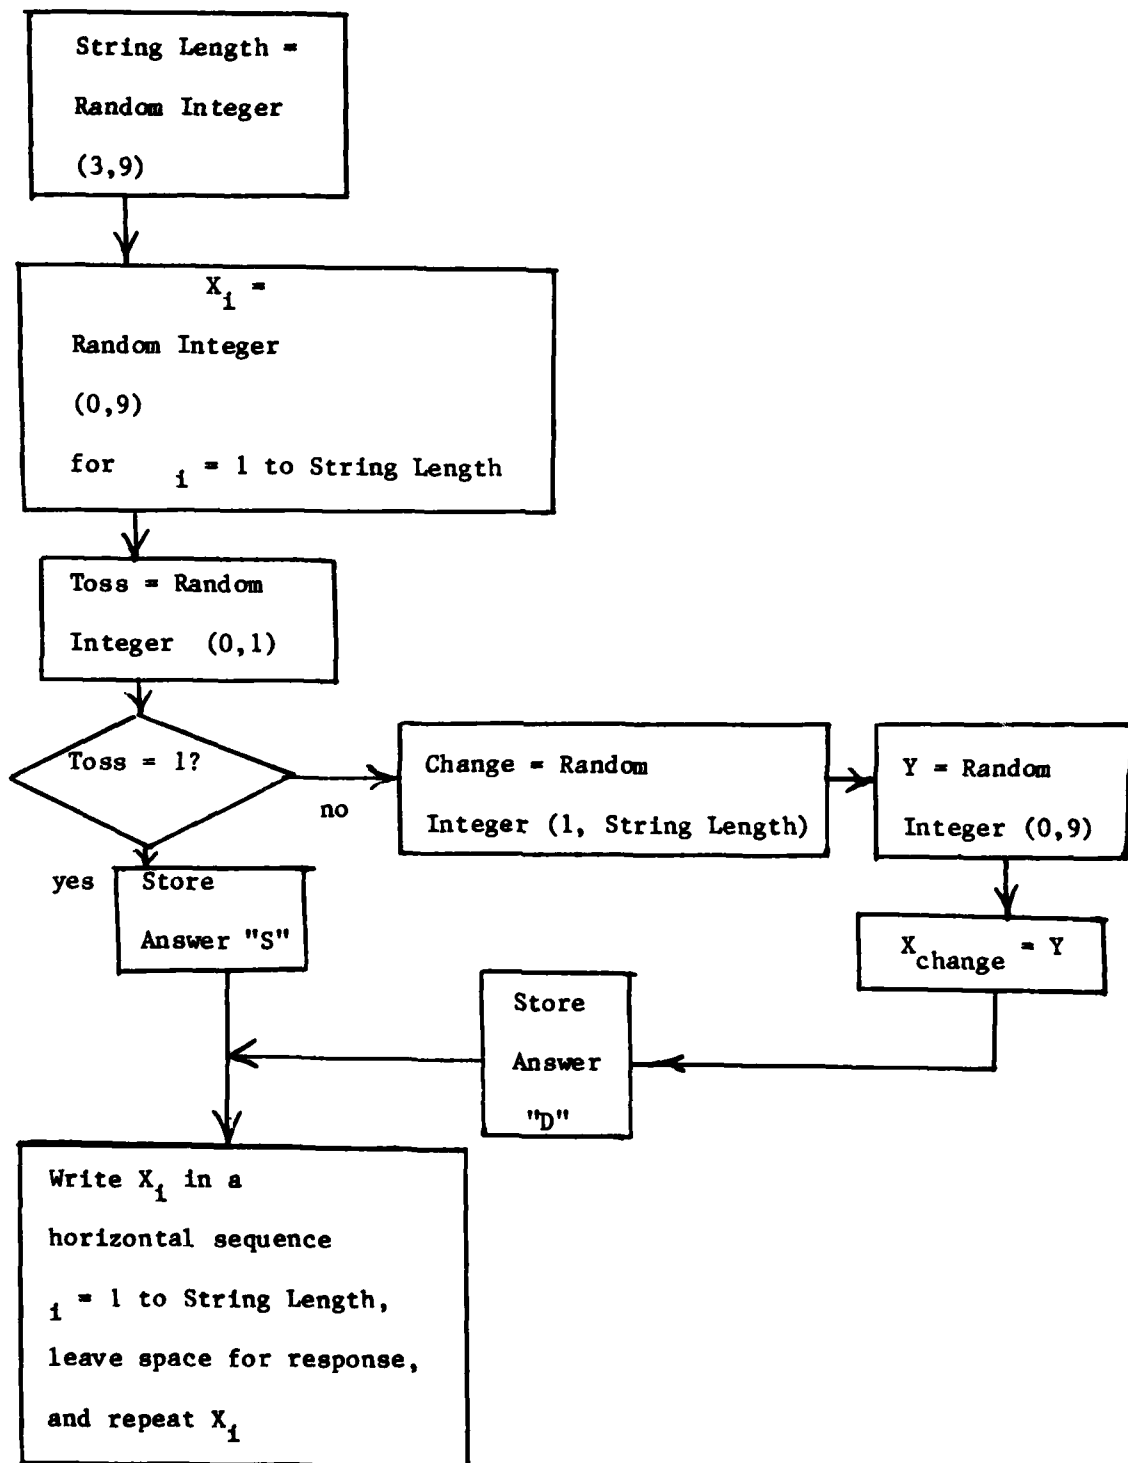 String Length =
Random Integer
(3,9)
X_i =
Random Integer
(0,9)
for i = 1 to String Length
Toss = Random
Integer (0,1)
Toss = 1?
no
Change = Random
Integer (1, String Length)
Y = Random
Integer (0,9)
X_change = Y
yes
Store
Answer "S"
Store
Answer
"D"
Write X_i in a
horizontal sequence
i = 1 to String Length,
leave space for response,
and repeat X_i